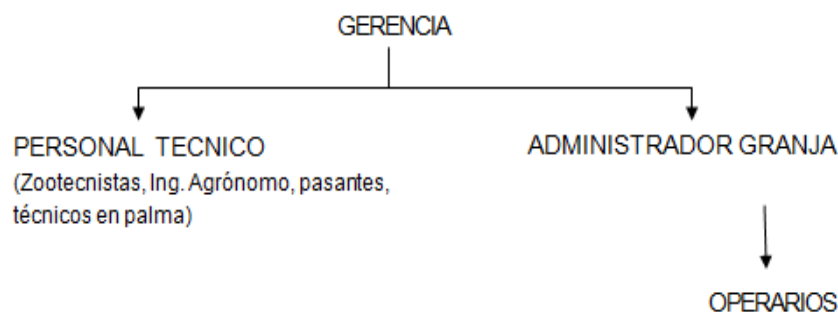 GERENCIA
PERSONAL TECNICO
(Zootecnistas, Ing. Agrónomo, pasantes,
técnicos en palma)
ADMINISTRADOR GRANJA
OPERARIOS